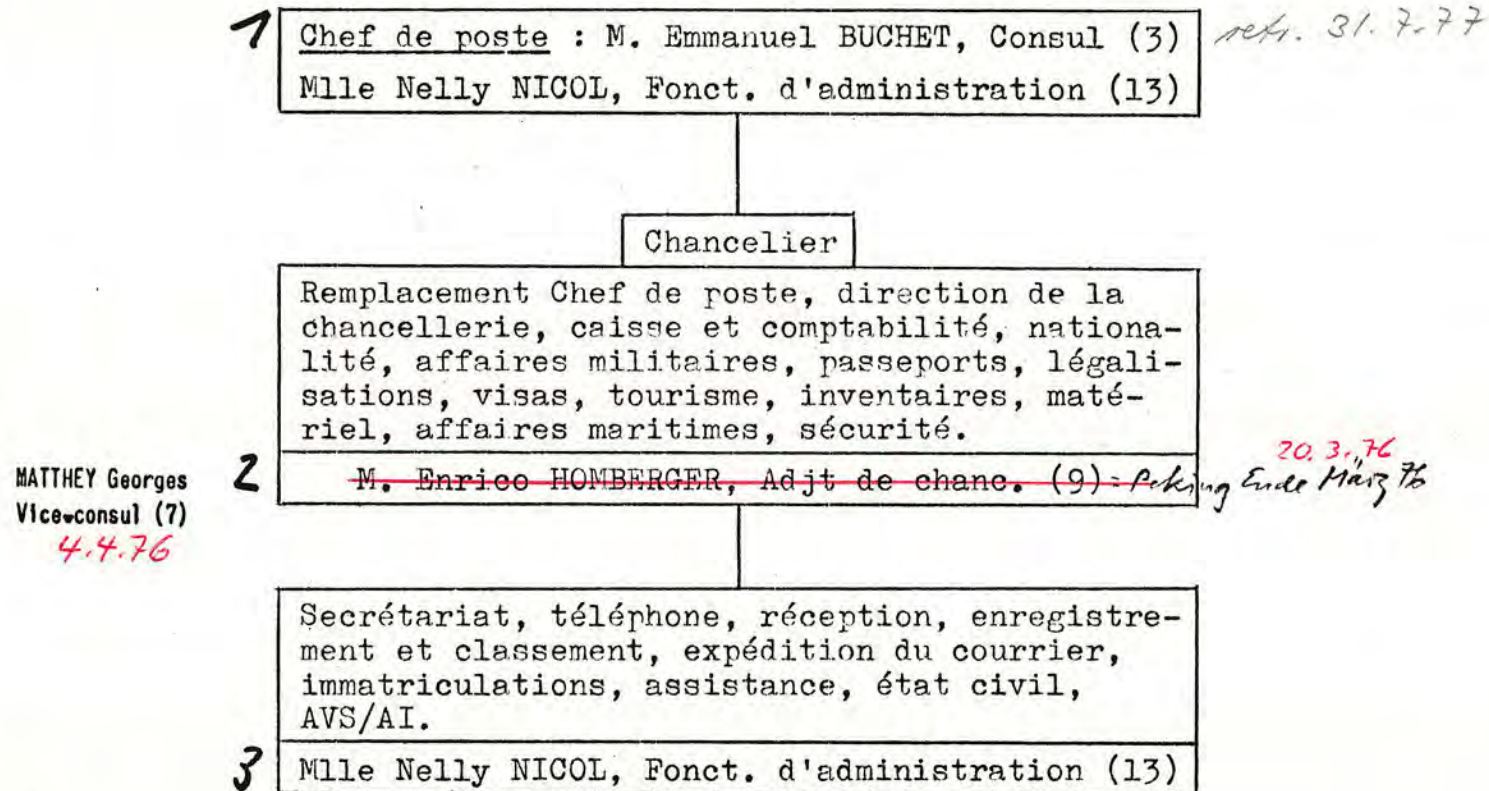 1
Chef de poste : M. Emmanuel BUCHET, Consul (3)
retr. 31.7.77
Mlle Nelly NICOL, Fonct. d'administration (13)
Chancelier
Remplacement Chef de poste, direction de la
chancellerie, caisse et comptabilité, nationa-
lité, affaires militaires, passeports, légali-
sations, visas, tourisme, inventaires, maté-
riel, affaires maritimes, sécurité.
20.3.76
2
M. Enrico HOMBERGER, Adjt de chanc. (9) = Peking Ende März 76
MATTHEY Georges
Vice-consul (7)
4.4.76
Secrétariat, téléphone, réception, enregistre-
ment et classement, expédition du courrier,
immatriculations, assistance, état civil,
AVS/AI.
3
Mlle Nelly NICOL, Fonct. d'administration (13)